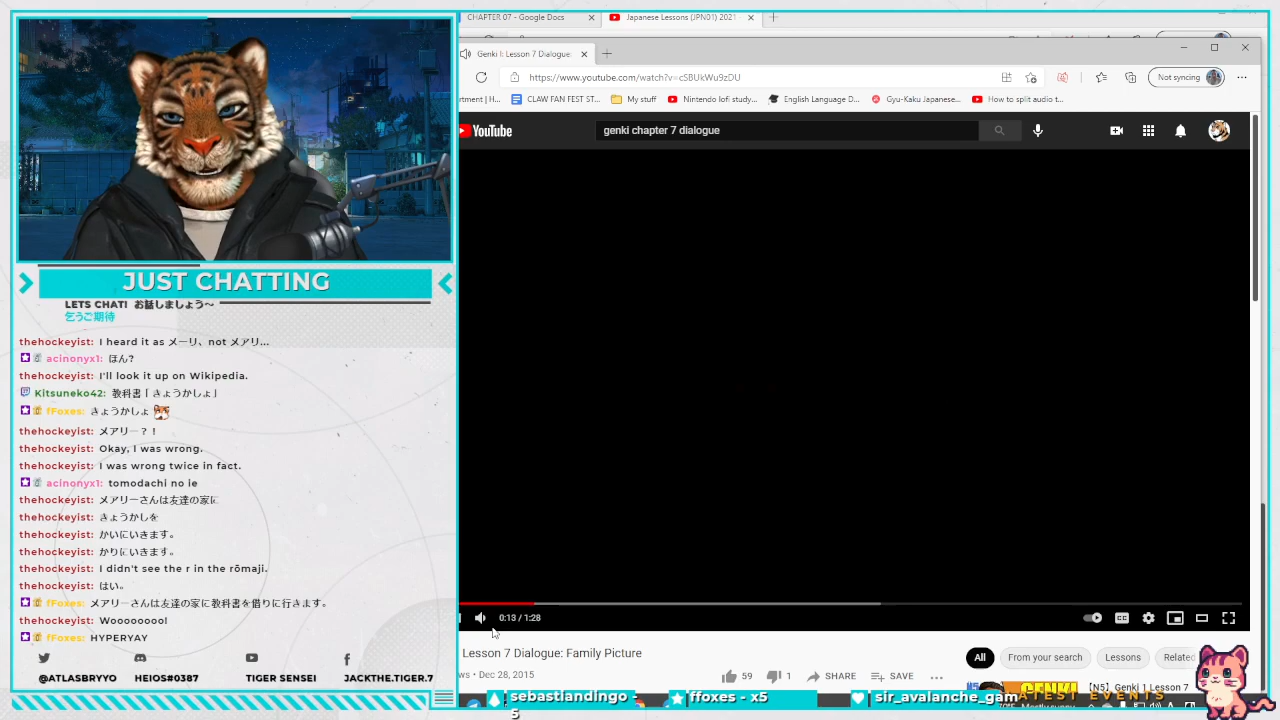 CHAPTER 07 - Google Docs
Japanese Lessons (JPN01) 2021
Genki I: Lesson 7 Dialogue:
https://www.youtube.com/watch?v=cSBUkWu9zDU
Not syncing
rtment | H...
CLAW FAN FEST ST...
My stuff
Nintendo lofi study...
English Language D...
Gyu-Kaku Japanese...
How to split audio t...
YouTube
genki chapter 7 dialogue
JUST CHATTING
LETS CHAT! お話しましょう〜
乞うご期待
thehockeyist: I heard it as メーリ、not メアリ...
acinonyx1: ほん?
thehockeyist: I'll look it up on Wikipedia.
Kitsuneko42: 教科書「きょうかしょ」
fFoxes: きょうかしょ
thehockeyist: メアリー？！
thehockeyist: Okay, I was wrong.
thehockeyist: I was wrong twice in fact.
acinonyx1: tomodachi no ie
thehockeyist: メアリーさんは友達の家に
thehockeyist: きょうかしを
thehockeyist: かいにいきます。
thehockeyist: かりにいきます。
thehockeyist: I didn't see the r in the rōmaji.
thehockeyist: はい。
fFoxes: メアリーさんは友達の家に教科書を借りに行きます。
thehockeyist: Woooooooo!
fFoxes: HYPERYAY
@ATLASBRYYO
HEIOS#0387
TIGER SENSEI
JACKTHE.TIGER.7
0:13 / 1:28
Lesson 7 Dialogue: Family Picture
ws • Dec 28, 2015
59
1
SHARE
SAVE
All
From your search
Lessons
Related
[N5] Genki I Lesson 7
sebastiandingo -
5
ffoxes - x5